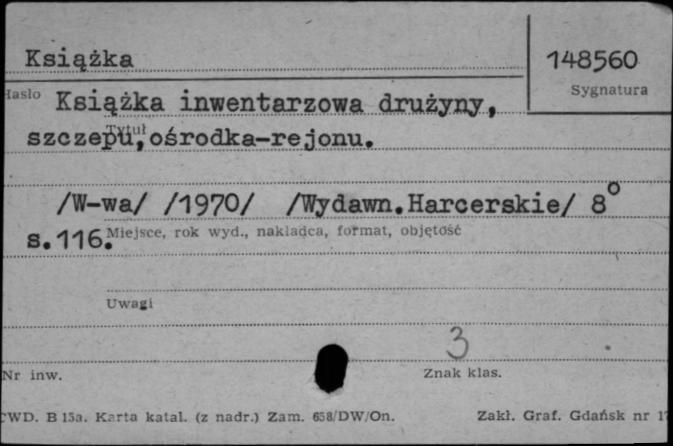 Książka
148560
Sygnatura
Hasło
Książka inwentarzowa drużyny,
Tytuł
szczepu, ośrodka-rejonu.
/W-wa/ /1970/ /Wydawn.Harcerskie/ 8°
s.116.
Miejsce, rok wyd., nakładca, format, objętość
Uwagi
3
Nr inw.
Znak klas.
WD. B 15a. Karta katal. (z nadr.) Zam. 658/DW/On.
Zakł. Graf. Gdańsk nr